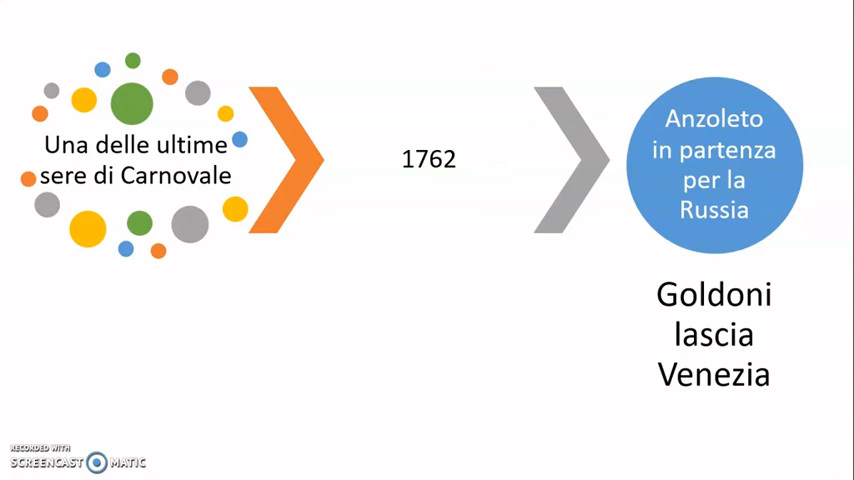 Una delle ultime
sere di Carnovale
1762
Anzoleto
in partenza
per la
Russia
Goldoni
lascia
Venezia
RECORDED WITH
SCREENCAST MATIC